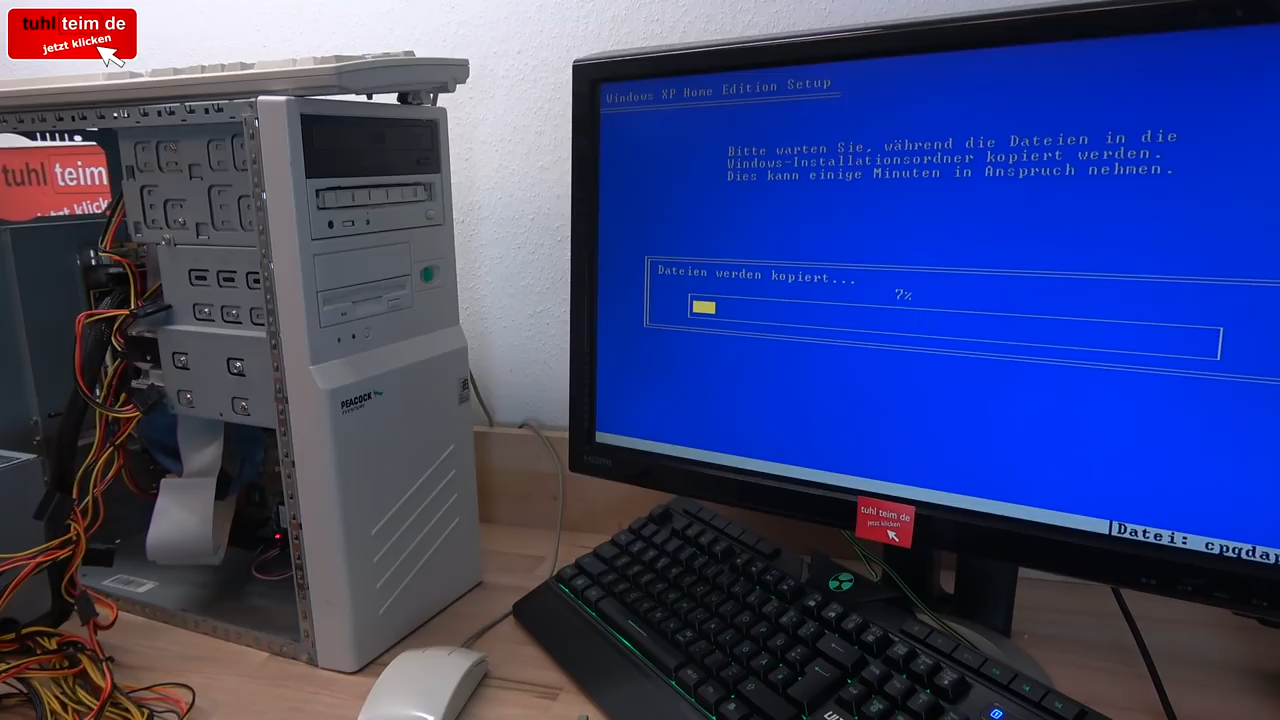 tuhl teim de
jetzt klicken
Windows XP Home Edition Setup
Bitte warten Sie, während die Dateien in die
Windows-Installationsordner kopiert werden.
Dies kann einige Minuten in Anspruch nehmen.
tuhl teim
jetzt klick
Dateien werden kopiert...
7%
PEACOCK
HDMI
tuhl teim de
jetzt klicken
Datei: cpqdar